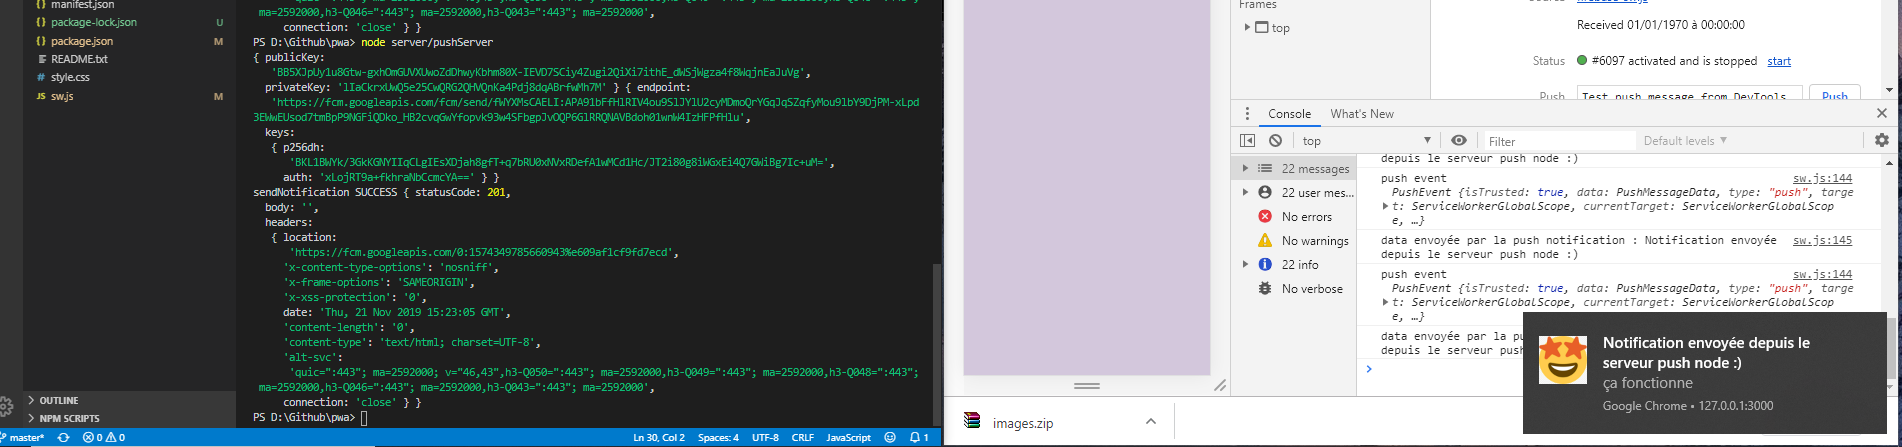 manifest.json
package-lock.json U
package.json M
README.txt
style.css
sw.js M
OUTLINE
NPM SCRIPTS
ma=2592000,h3-Q046=":443"; ma=2592000,h3-Q043=":443"; ma=2592000',
connection: 'close' } }
PS D:\Github\pwa> node server/pushServer
{ publicKey:
'BB5XJpUy1u8Gtw-gxhOmGUVXUwoZdDhwyKbhm80X-IEVD7SCiy4Zugi2QiXi7ithE_dWSjWgza4f8WqjnEaJuVg',
privateKey: 'lIaCkrxUwQ5e25CwQRG2QHVQnKa4Pdj8dqABrfwMh7M' } { endpoint:
'https://fcm.googleapis.com/fcm/send/fWYXMsCAELI:APA91bFfHlRIV4ou9SlJYlU2cyMDmoQrYGqJqSZqfyMou9lbY9DjPM-xLpd
3EWwEUsod7tmBpP9NGFiQDko_HB2cvqGwYfopvk93w4SFbgpJvOQP6GlRRQNAVBdoh01wnW4IzHFPfHlu',
keys:
{ p256dh:
'BKL1BWYk/3GkKGNYIIqCLgIEsXDjah8gfT+q7bRU0xNVxRDefA1wMCd1Hc/JT2i80g8iWGxEi4Q7GWiBg7Ic+uM=',
auth: 'xLojRT9a+fkhraNbCcmcYA==' } }
sendNotification SUCCESS { statusCode: 201,
body: '',
headers:
{ location:
'https://fcm.googleapis.com/0:1574349785660943%e609af1cf9fd7ecd',
'x-content-type-options': 'nosniff',
'x-frame-options': 'SAMEORIGIN',
'x-xss-protection': '0',
date: 'Thu, 21 Nov 2019 15:23:05 GMT',
'content-length': '0',
'content-type': 'text/html; charset=UTF-8',
'alt-svc':
'quic=":443"; ma=2592000; v="46,43",h3-Q050=":443"; ma=2592000,h3-Q049=":443"; ma=2592000,h3-Q048=":443";
ma=2592000,h3-Q046=":443"; ma=2592000,h3-Q043=":443"; ma=2592000',
connection: 'close' } }
PS D:\Github\pwa>
master* 0 0 Ln 30, Col 2 Spaces: 4 UTF-8 CRLF JavaScript 1
images.zip
Frames
top
Received 01/01/1970 à 00:00:00
Status #6097 activated and is stopped start
Push Test push message from DevTools. Push
Console What's New
top Filter Default levels
22 messages
22 user mes...
No errors
No warnings
22 info
No verbose
depuis le serveur push node :)
push event sw.js:144
PushEvent {isTrusted: true, data: PushMessageData, type: "push", targe
t: ServiceWorkerGlobalScope, currentTarget: ServiceWorkerGlobalScop
e, …}
data envoyée par la push notification : Notification envoyée sw.js:145
depuis le serveur push node :)
push event sw.js:144
PushEvent {isTrusted: true, data: PushMessageData, type: "push", targe
t: ServiceWorkerGlobalScope, currentTarget: ServiceWorkerGlobalScop
e, …}
data envoyée par la pu
depuis le serveur push
Notification envoyée depuis le
serveur push node :)
ça fonctionne
Google Chrome • 127.0.0.1:3000